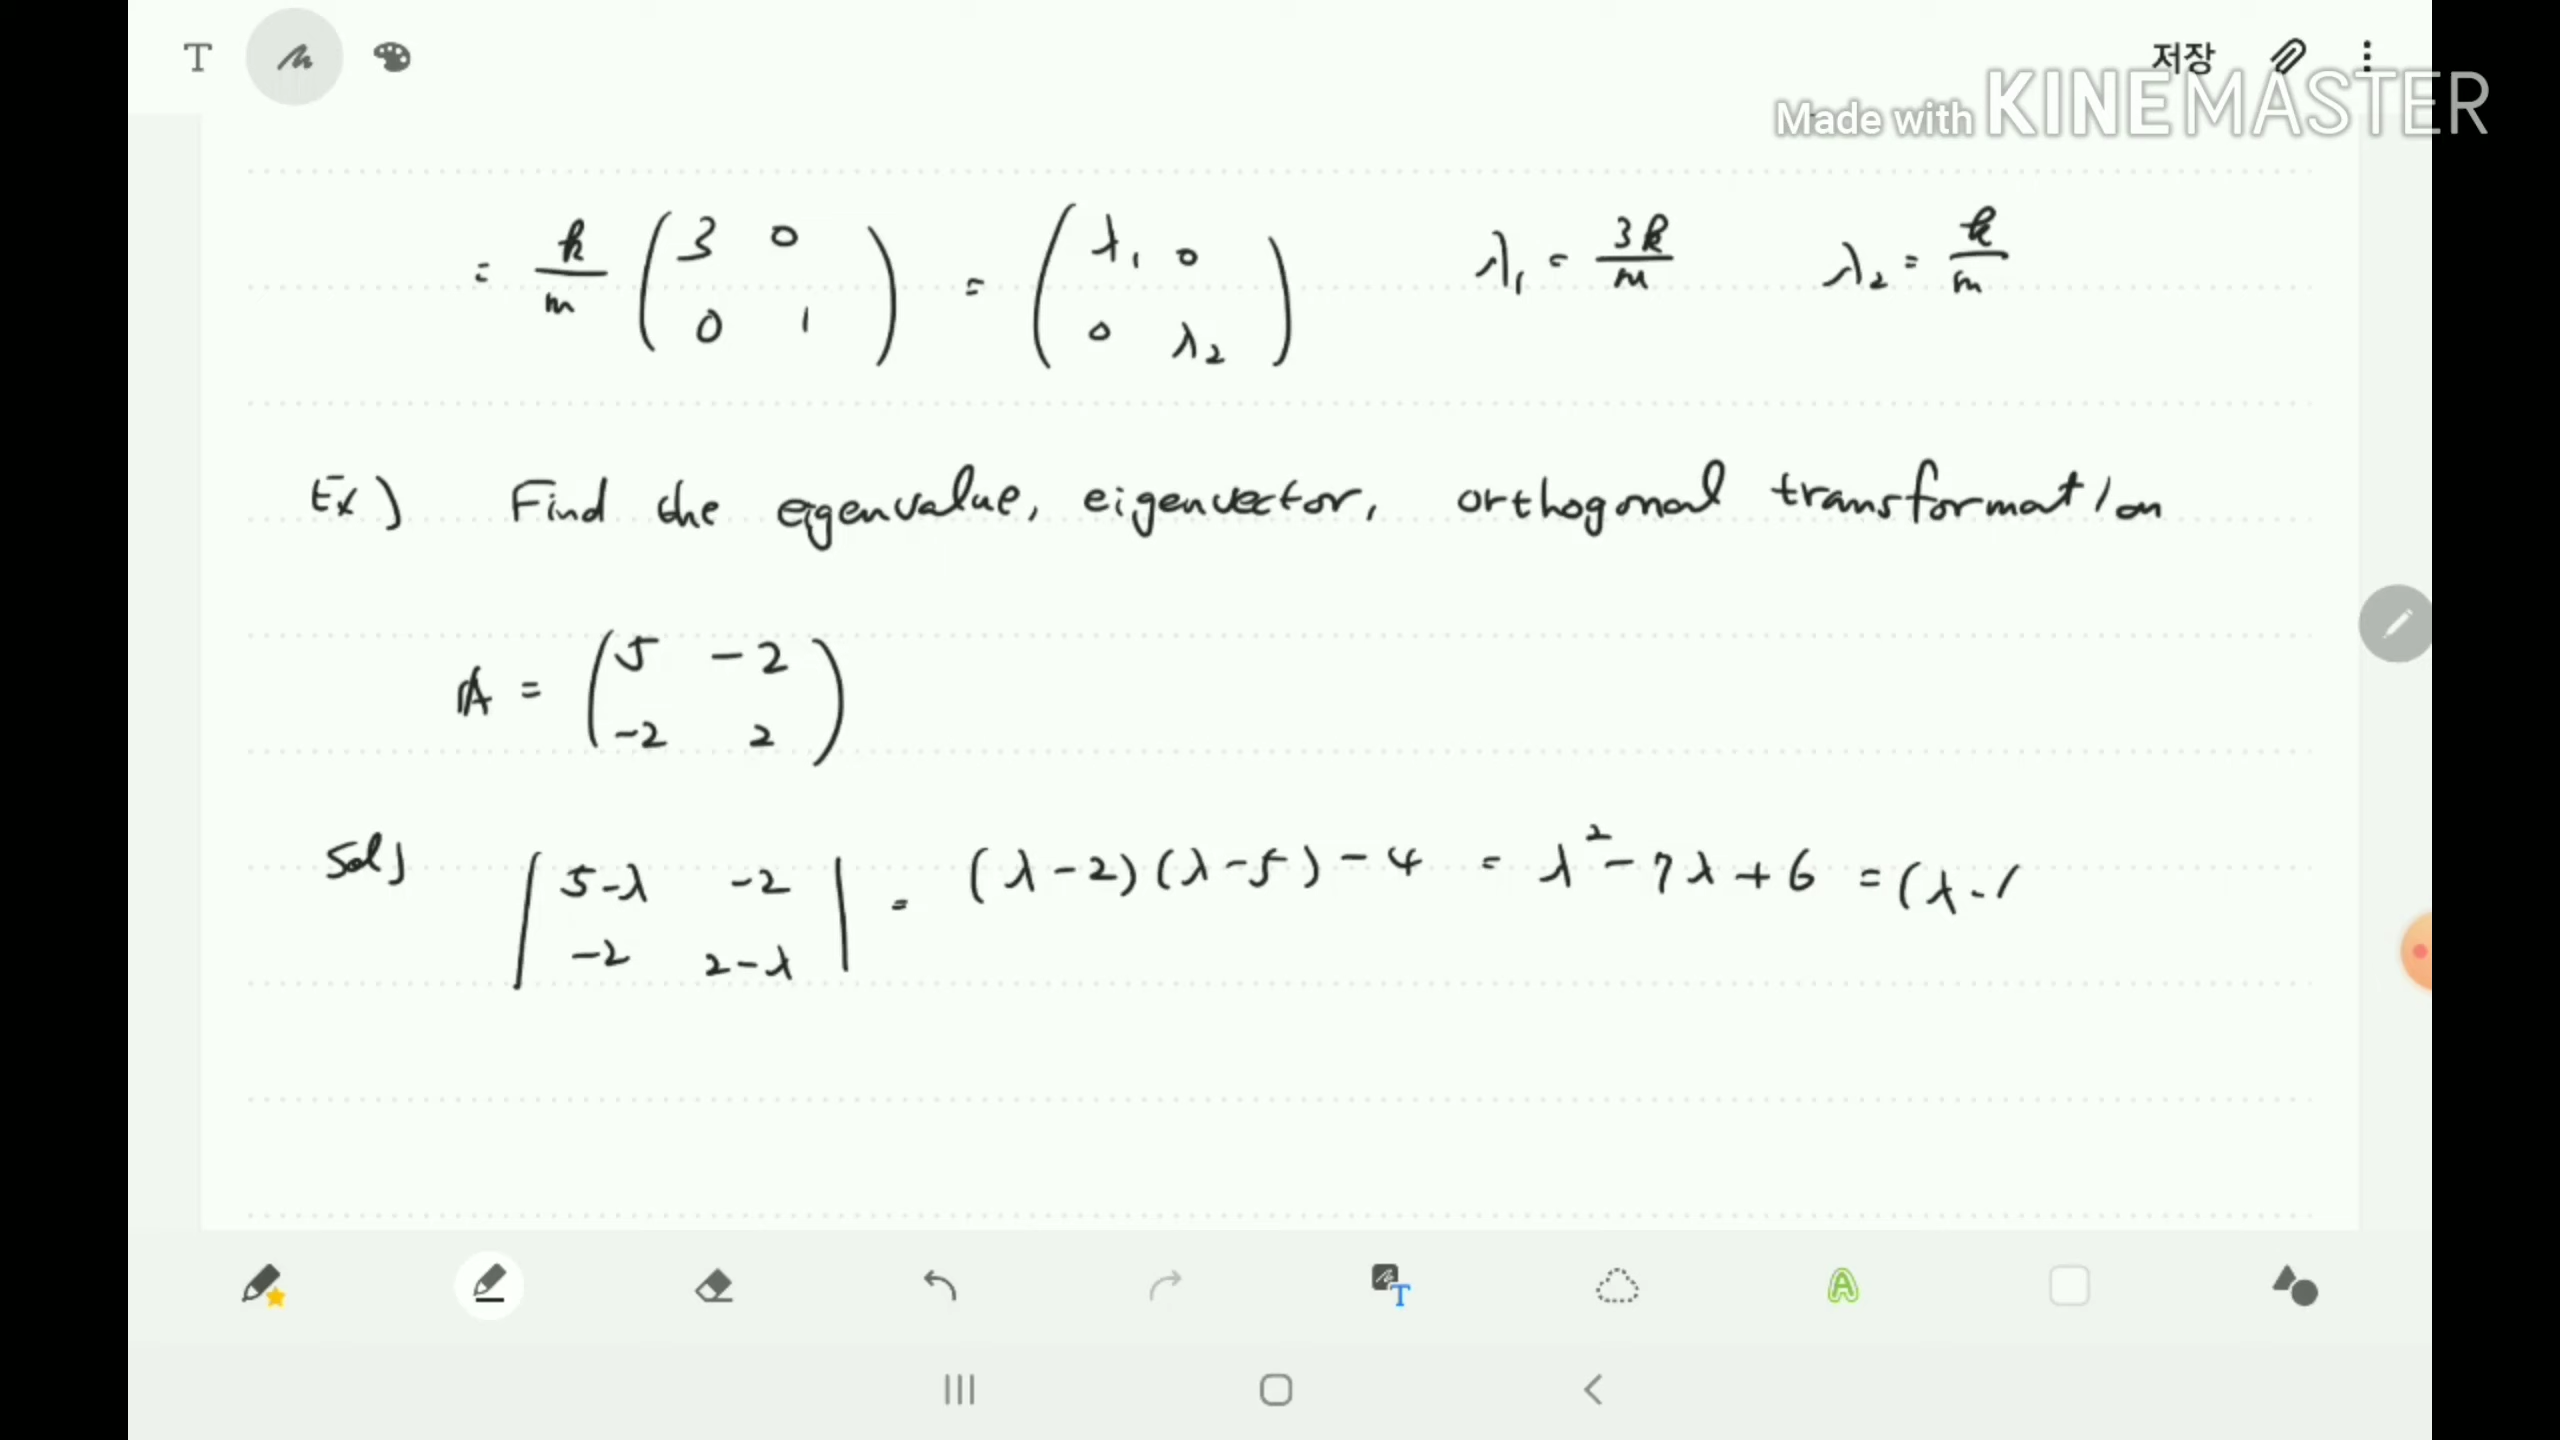 T 저장
Made with KINEMASTER
= k/m ( 3 0 ; 0 1 ) = ( λ₁ 0 ; 0 λ₂ ) λ₁ = 3k/m λ₂ = k/m
Ex) Find the eigenvalue, eigenvector, orthogonal transformation
A = ( 5 -2 ; -2 2 )
Sol) | 5-λ -2 ; -2 2-λ | = (λ-2)(λ-5) - 4 = λ² - 7λ + 6 = (λ - (
T A